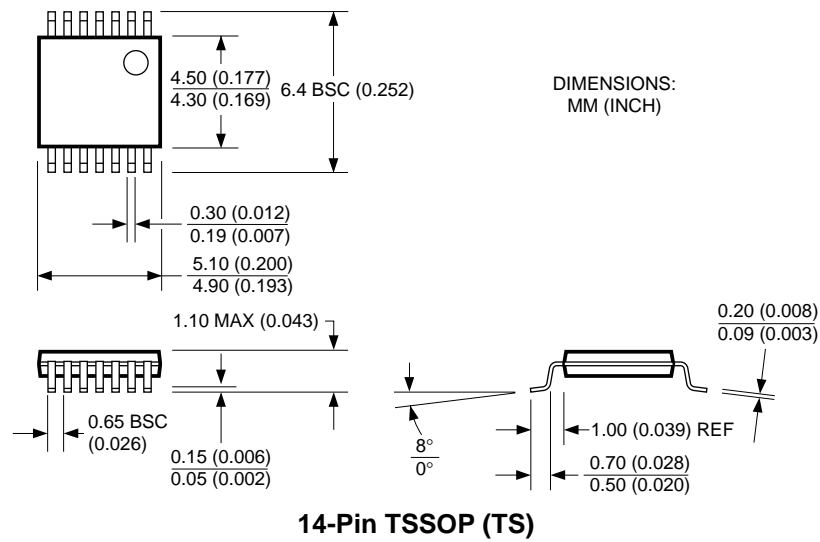 4.50 (0.177)
4.30 (0.169)
6.4 BSC (0.252)
DIMENSIONS:
MM (INCH)
0.30 (0.012)
0.19 (0.007)
5.10 (0.200)
4.90 (0.193)
1.10 MAX (0.043)
0.20 (0.008)
0.09 (0.003)
0.65 BSC
(0.026)
0.15 (0.006)
0.05 (0.002)
8°
0°
1.00 (0.039) REF
0.70 (0.028)
0.50 (0.020)
14-Pin TSSOP (TS)